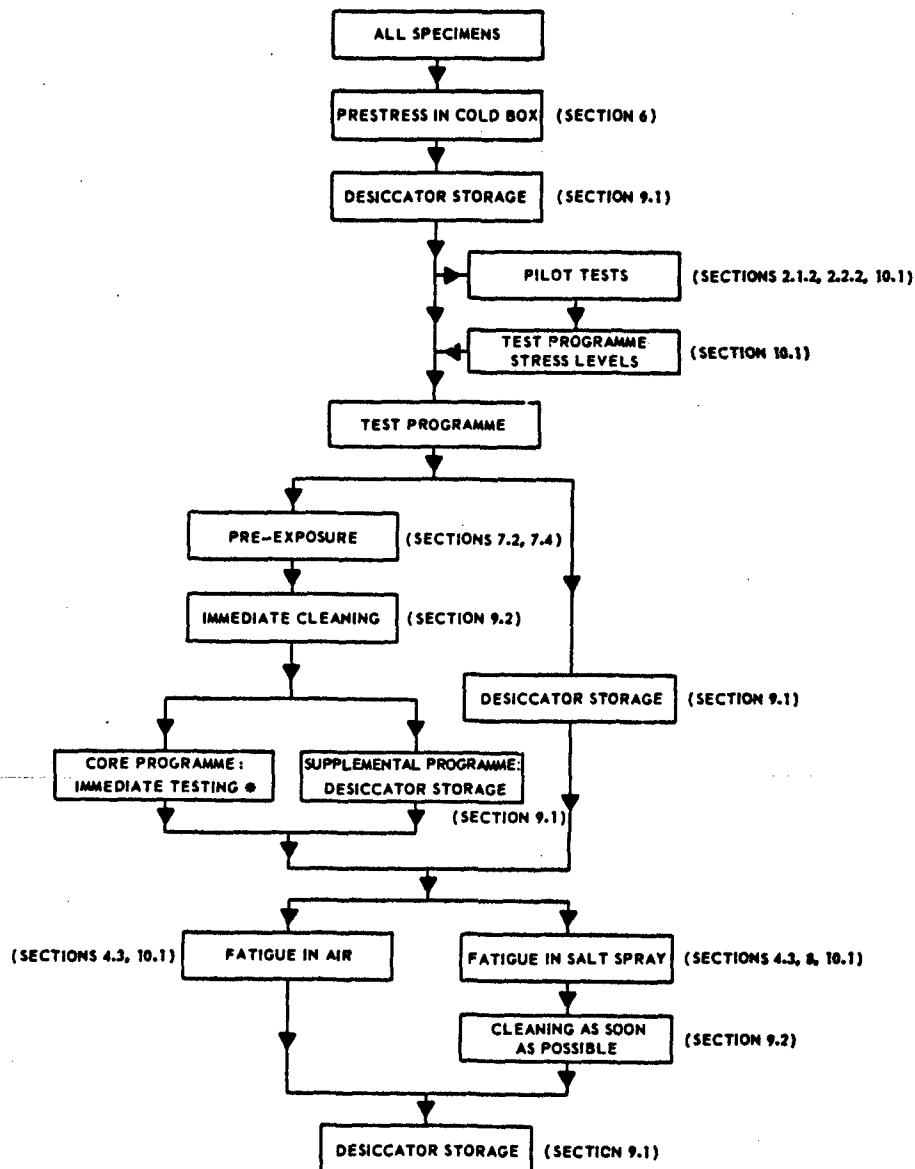 ALL SPECIMENS
PRESTRESS IN COLD BOX (SECTION 6)
DESICCATOR STORAGE (SECTION 9.1)
PILOT TESTS (SECTIONS 2.1.2, 2.2.2, 10.1)
TEST PROGRAMME
STRESS LEVELS
(SECTION 10.1)
TEST PROGRAMME
PRE-EXPOSURE (SECTIONS 7.2, 7.4)
IMMEDIATE CLEANING (SECTION 9.2)
DESICCATOR STORAGE (SECTION 9.1)
CORE PROGRAMME:
IMMEDIATE TESTING *
SUPPLEMENTAL PROGRAMME:
DESICCATOR STORAGE
(SECTION 9.1)
(SECTIONS 4.3, 10.1) FATIGUE IN AIR
FATIGUE IN SALT SPRAY (SECTIONS 4.3, 8, 10.1)
CLEANING AS SOON
AS POSSIBLE
(SECTION 9.2)
DESICCATOR STORAGE (SECTION 9.1)